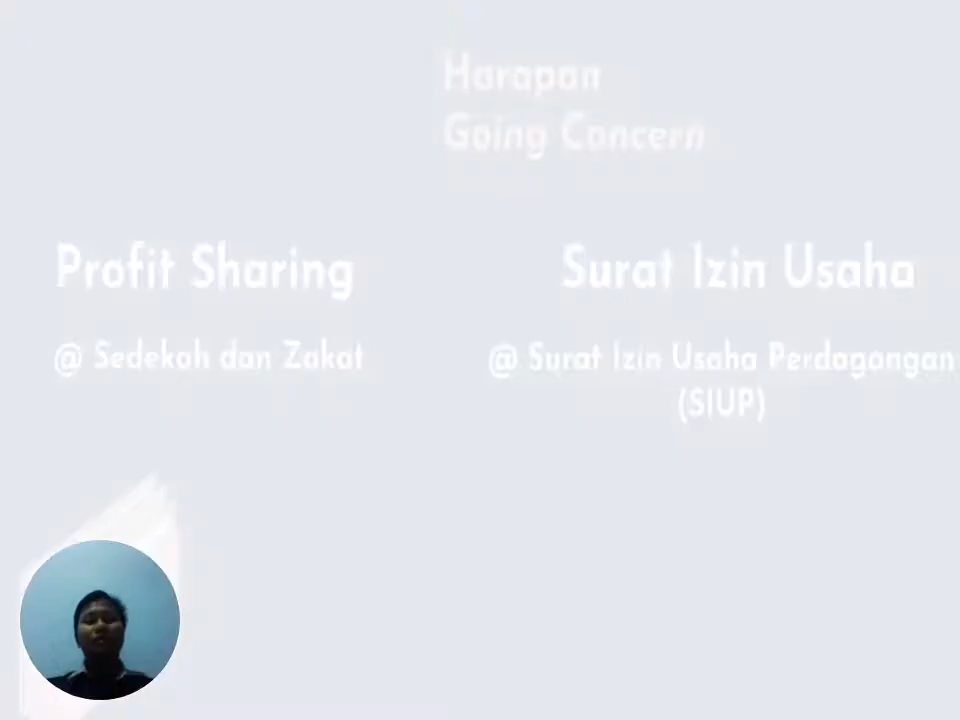 Harapan
Going Concern
Profit Sharing
Surat Izin Usaha
@ Sedekah dan Zakat
@ Surat Izin Usaha Perdagangan
(SIUP)